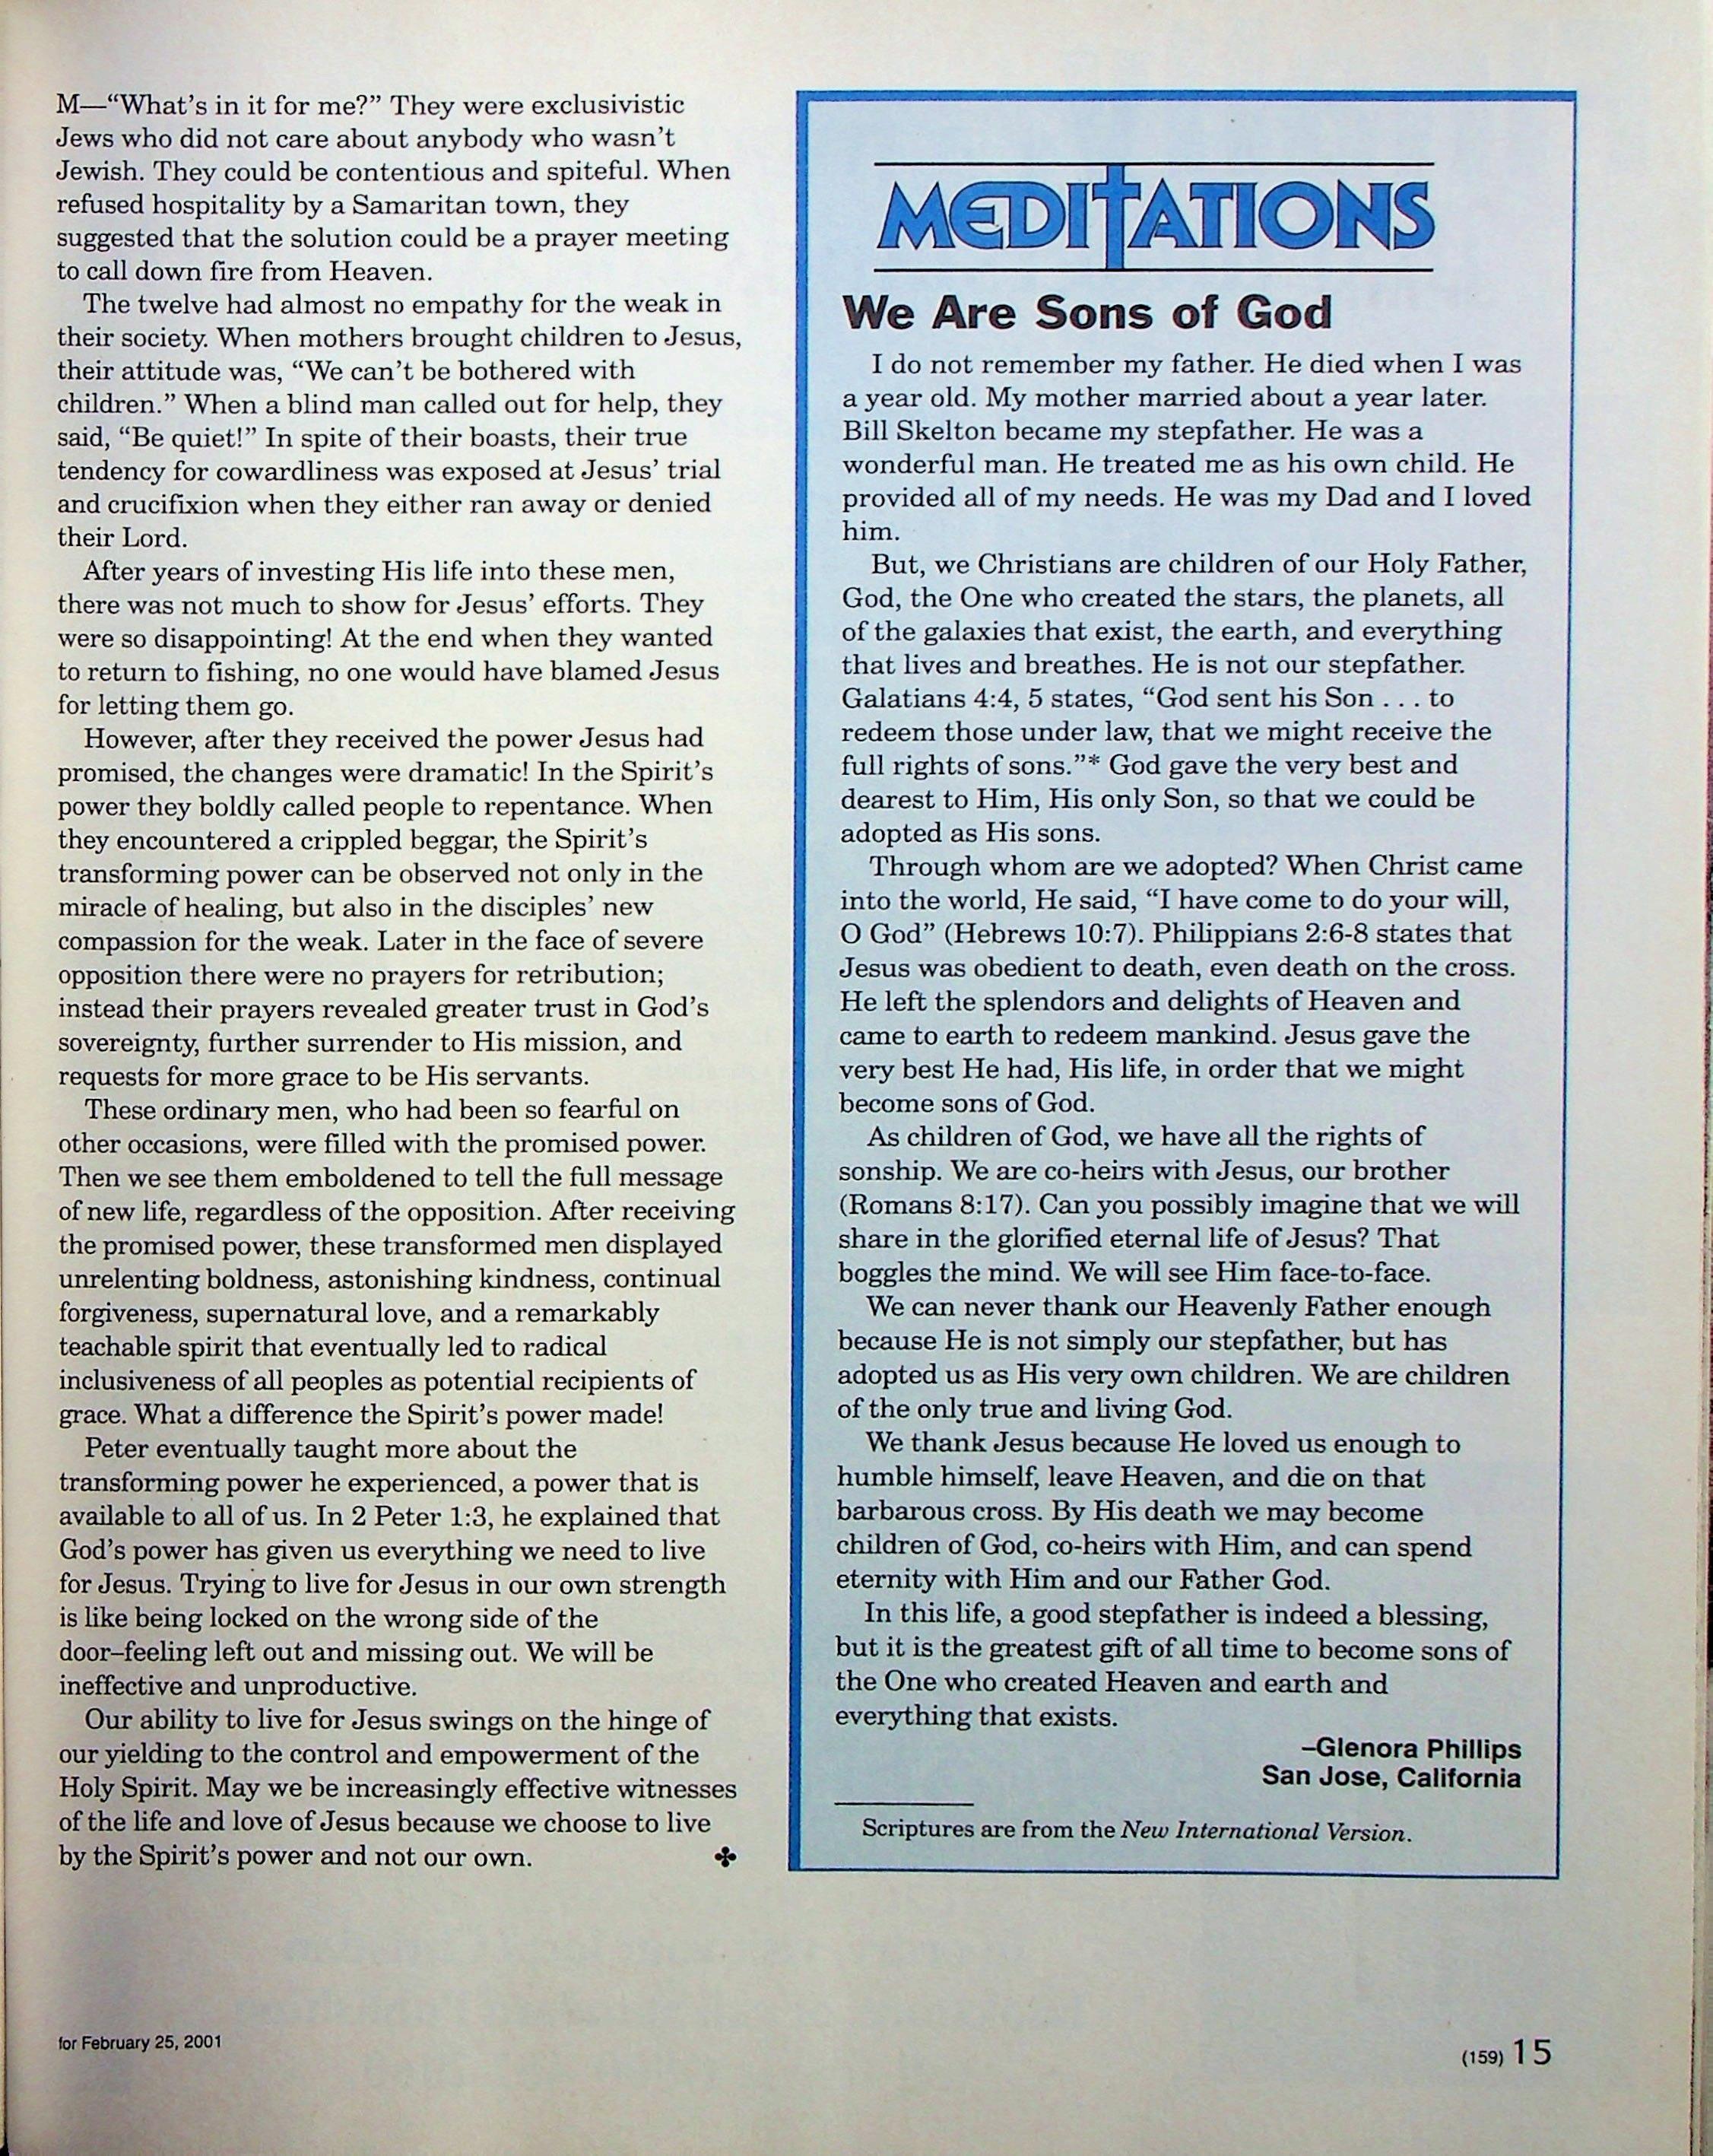 M—“What’s in it for me?” They were exclusivistic
Jews who did not care about anybody who wasn’t
Jewish. They could be contentious and spiteful. When
refused hospitality by a Samaritan town, they
suggested that the solution could be a prayer meeting
to call down fire from Heaven.
The twelve had almost no empathy for the weak in
their society. When mothers brought children to Jesus,
their attitude was, “We can’t be bothered with
children.” When a blind man called out for help, they
said, “Be quiet!” In spite of their boasts, their true
tendency for cowardliness was exposed at Jesus’ trial
and crucifixion when they either ran away or denied
their Lord.
After years of investing His life into these men,
there was not much to show for Jesus’ efforts. They
were so disappointing! At the end when they wanted
to return to fishing, no one would have blamed Jesus
for letting them go.
However, after they received the power Jesus had
promised, the changes were dramatic! In the Spirit’s
power they boldly called people to repentance. When
they encountered a crippled beggar, the Spirit’s
transforming power can be observed not only in the
miracle of healing, but also in the disciples’ new
compassion for the weak. Later in the face of severe
opposition there were no prayers for retribution;
instead their prayers revealed greater trust in God’s
sovereignty, further surrender to His mission, and
requests for more grace to be His servants.
These ordinary men, who had been so fearful on
other occasions, were filled with the promised power.
Then we see them emboldened to tell the full message
of new life, regardless of the opposition. After receiving
the promised power, these transformed men displayed
unrelenting boldness, astonishing kindness, continual
forgiveness, supernatural love, and a remarkably
teachable spirit that eventually led to radical
inclusiveness of all peoples as potential recipients of
grace. What a difference the Spirit’s power made!
Peter eventually taught more about the
transforming power he experienced, a power that is
available to all of us. In 2 Peter 1:3, he explained that
God’s power has given us everything we need to live
for Jesus. Trying to live for Jesus in our own strength
is like being locked on the wrong side of the
door–feeling left out and missing out. We will be
ineffective and unproductive.
Our ability to live for Jesus swings on the hinge of
our yielding to the control and empowerment of the
Holy Spirit. May we be increasingly effective witnesses
of the life and love of Jesus because we choose to live
by the Spirit’s power and not our own. ✤
MEDITATIONS
We Are Sons of God
I do not remember my father. He died when I was
a year old. My mother married about a year later.
Bill Skelton became my stepfather. He was a
wonderful man. He treated me as his own child. He
provided all of my needs. He was my Dad and I loved
him.
But, we Christians are children of our Holy Father,
God, the One who created the stars, the planets, all
of the galaxies that exist, the earth, and everything
that lives and breathes. He is not our stepfather.
Galatians 4:4, 5 states, “God sent his Son . . . to
redeem those under law, that we might receive the
full rights of sons.”* God gave the very best and
dearest to Him, His only Son, so that we could be
adopted as His sons.
Through whom are we adopted? When Christ came
into the world, He said, “I have come to do your will,
O God” (Hebrews 10:7). Philippians 2:6-8 states that
Jesus was obedient to death, even death on the cross.
He left the splendors and delights of Heaven and
came to earth to redeem mankind. Jesus gave the
very best He had, His life, in order that we might
become sons of God.
As children of God, we have all the rights of
sonship. We are co-heirs with Jesus, our brother
(Romans 8:17). Can you possibly imagine that we will
share in the glorified eternal life of Jesus? That
boggles the mind. We will see Him face-to-face.
We can never thank our Heavenly Father enough
because He is not simply our stepfather, but has
adopted us as His very own children. We are children
of the only true and living God.
We thank Jesus because He loved us enough to
humble himself, leave Heaven, and die on that
barbarous cross. By His death we may become
children of God, co-heirs with Him, and can spend
eternity with Him and our Father God.
In this life, a good stepfather is indeed a blessing,
but it is the greatest gift of all time to become sons of
the One who created Heaven and earth and
everything that exists.
–Glenora Phillips
San Jose, California
Scriptures are from the New International Version.
for February 25, 2001
(159) 15